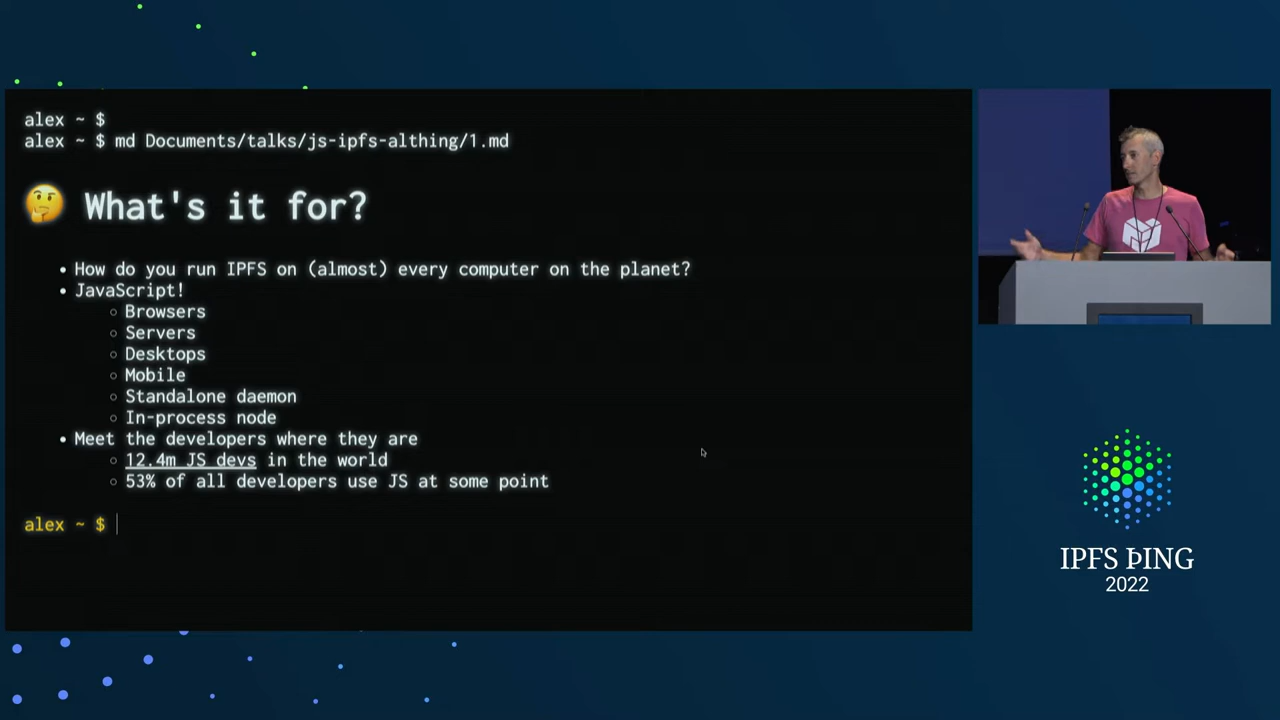 alex ~ $
alex ~ $ md Documents/talks/js-ipfs-althing/1.md
🤔 What's it for?
• How do you run IPFS on (almost) every computer on the planet?
• JavaScript!
○ Browsers
○ Servers
○ Desktops
○ Mobile
○ Standalone daemon
○ In-process node
• Meet the developers where they are
○ 12.4m JS devs in the world
○ 53% of all developers use JS at some point
alex ~ $
IPFS ÞING
2022